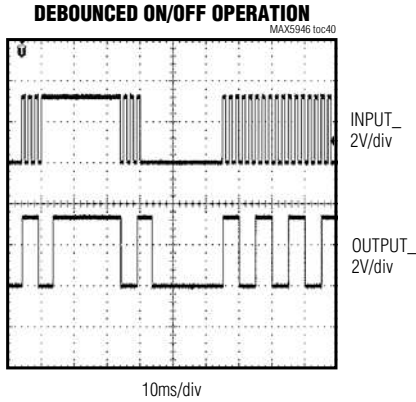 DEBOUNCED ON/OFF OPERATION
MAX5946 toc40
INPUT_
2V/div
OUTPUT_
2V/div
10ms/div